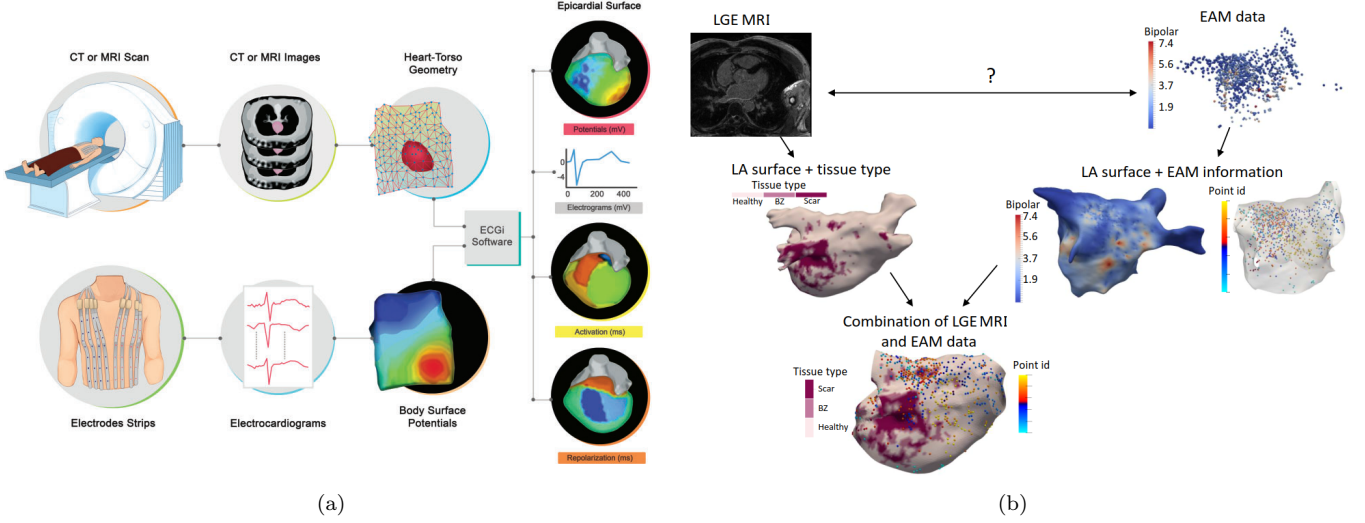 Epicardial Surface
CT or MRI Scan
CT or MRI Images
Heart-Torso
Geometry
Potentials (mV)
0
-4
0 200 400
Electrograms (mV)
ECGi
Software
Activation (ms)
Electrodes Strips
Electrocardiograms
Body Surface
Potentials
Repolarization (ms)
(a)
LGE MRI
EAM data
Bipolar
7.4
5.6
3.7
1.9
?
LA surface + tissue type
Tissue type
Healthy BZ Scar
LA surface + EAM information
Bipolar
7.4
5.6
3.7
1.9
Point id
Combination of LGE MRI
and EAM data
Tissue type
Scar
BZ
Healthy
Point id
(b)